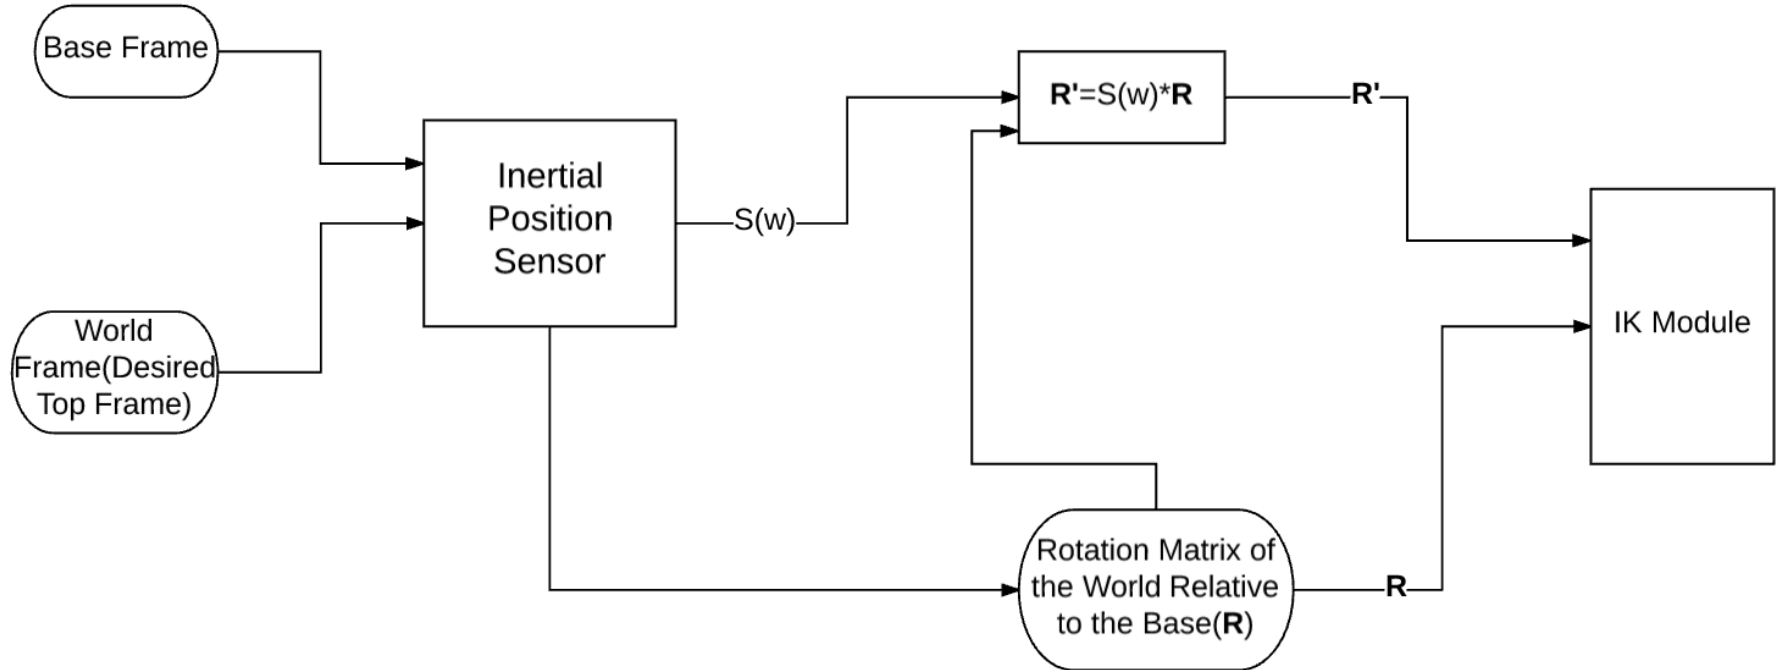 Base Frame
World
Frame(Desired
Top Frame)
Inertial
Position
Sensor
S(w)
R'=S(w)*R
R'
IK Module
Rotation Matrix of
the World Relative
to the Base(R)
R